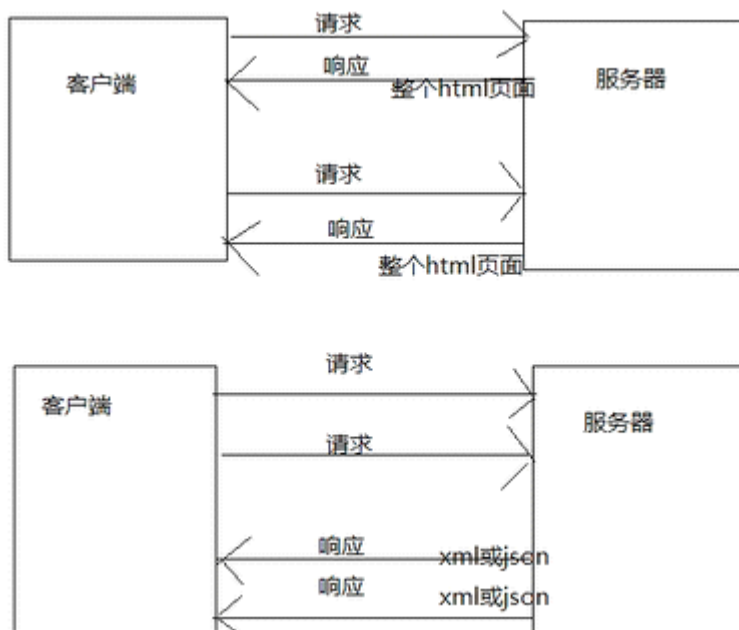 请求
响应
客户端
服务器
整个html页面
请求
响应
整个html页面
请求
客户端
服务器
请求
响应
xml或json
响应
xml或json